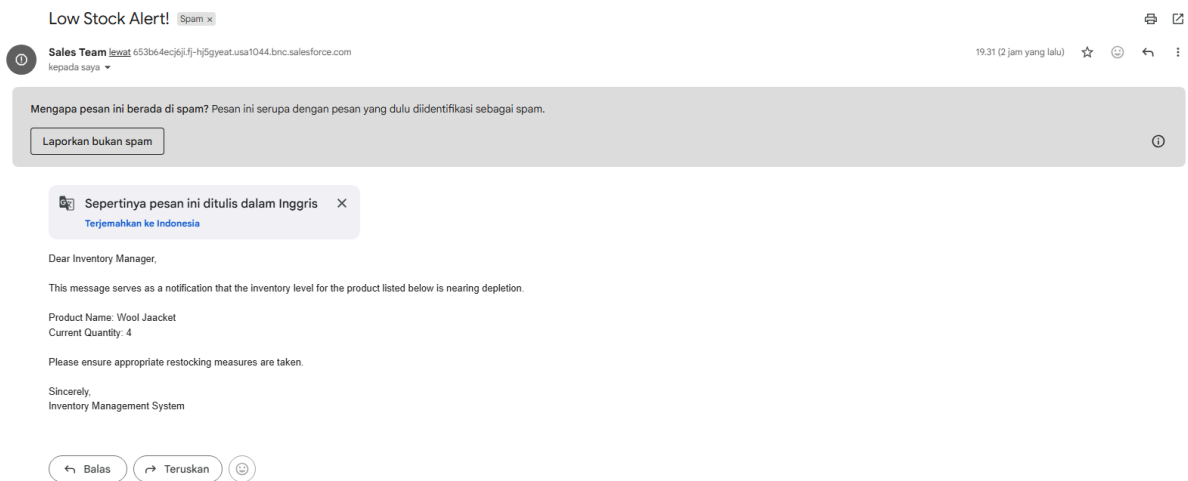 Low Stock Alert! Spam x
Sales Team lewat 653b64ecj6ji.fj-hj5gyeat.usa1044.bnc.salesforce.com 19.31 (2 jam yang lalu)
kepada saya
Mengapa pesan ini berada di spam? Pesan ini serupa dengan pesan yang dulu diidentifikasi sebagai spam.
Laporkan bukan spam
Sepertinya pesan ini ditulis dalam Inggris
Terjemahkan ke Indonesia
Dear Inventory Manager,
This message serves as a notification that the inventory level for the product listed below is nearing depletion.
Product Name: Wool Jaacket
Current Quantity: 4
Please ensure appropriate restocking measures are taken.
Sincerely,
Inventory Management System
Balas Teruskan